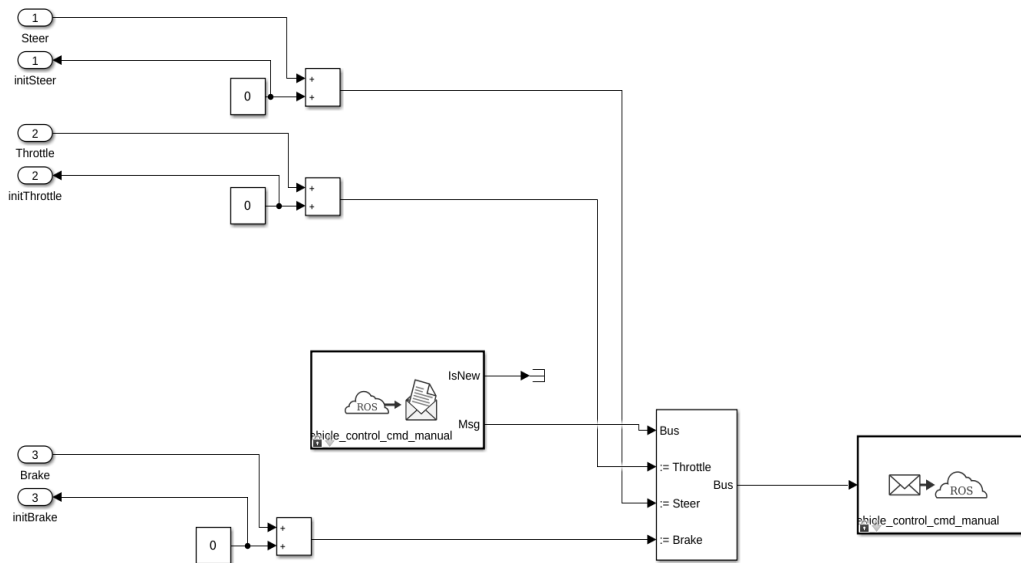 1
Steer
1
initSteer
0
+
+
2
Throttle
2
initThrottle
0
+
+
IsNew
ROS
Msg
hicle_control_cmd_manual
3
Brake
3
initBrake
0
+
+
Bus
:= Throttle
:= Steer
:= Brake
Bus
ROS
hicle_control_cmd_manual